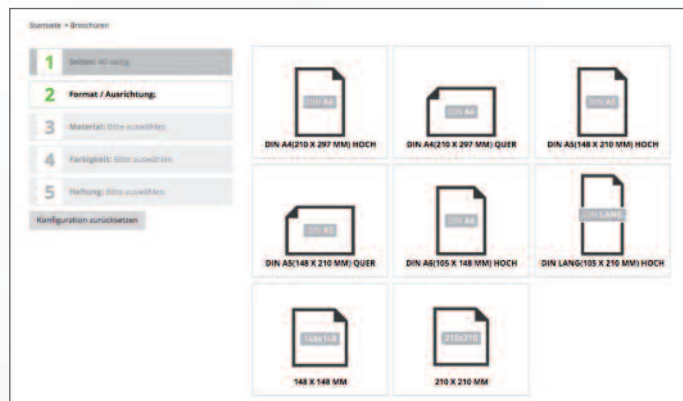 Startseite > Broschüren
1 Seiten: 40-seitig
2 Format / Ausrichtung:
3 Material: Bitte auswählen
4 Farbigkeit: Bitte auswählen
5 Heftung: Bitte auswählen
Konfiguration zurücksetzen
DIN A4
DIN A4(210 X 297 MM) HOCH
DIN A4
DIN A4(210 X 297 MM) QUER
DIN A5
DIN A5(148 X 210 MM) HOCH
DIN A5
DIN A5(148 X 210 MM) QUER
DIN A6
DIN A6(105 X 148 MM) HOCH
DIN LANG
DIN LANG(105 X 210 MM) HOCH
148x148
148 X 148 MM
210x210
210 X 210 MM